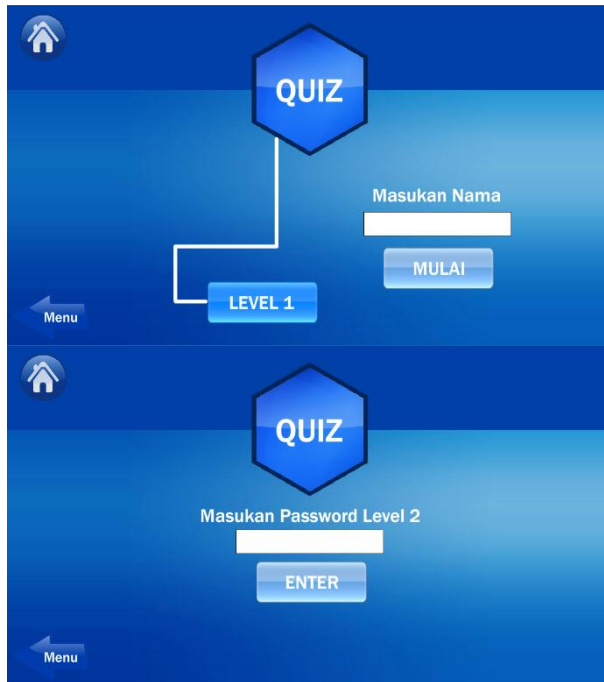 QUIZ
Masukan Nama
MULAI
LEVEL 1
Menu
QUIZ
Masukan Password Level 2
ENTER
Menu